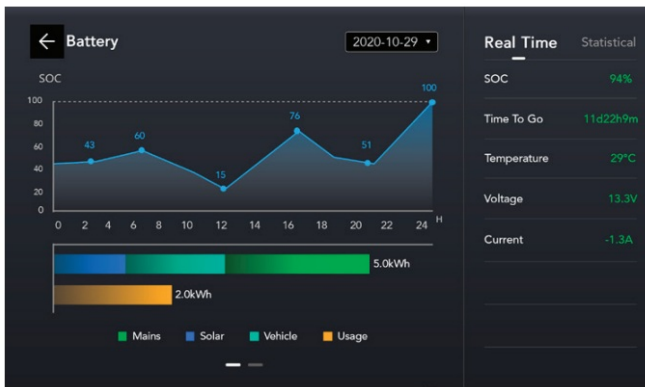 Battery
2020-10-29
SOC
100
80
60
40
20
0
43
60
15
76
51
100
0 2 4 6 8 10 12 14 16 18 20 22 24 H
5.0kWh
2.0kWh
Mains Solar Vehicle Usage
Real Time Statistical
SOC 94%
Time To Go 11d22h9m
Temperature 29°C
Voltage 13.3V
Current -1.3A